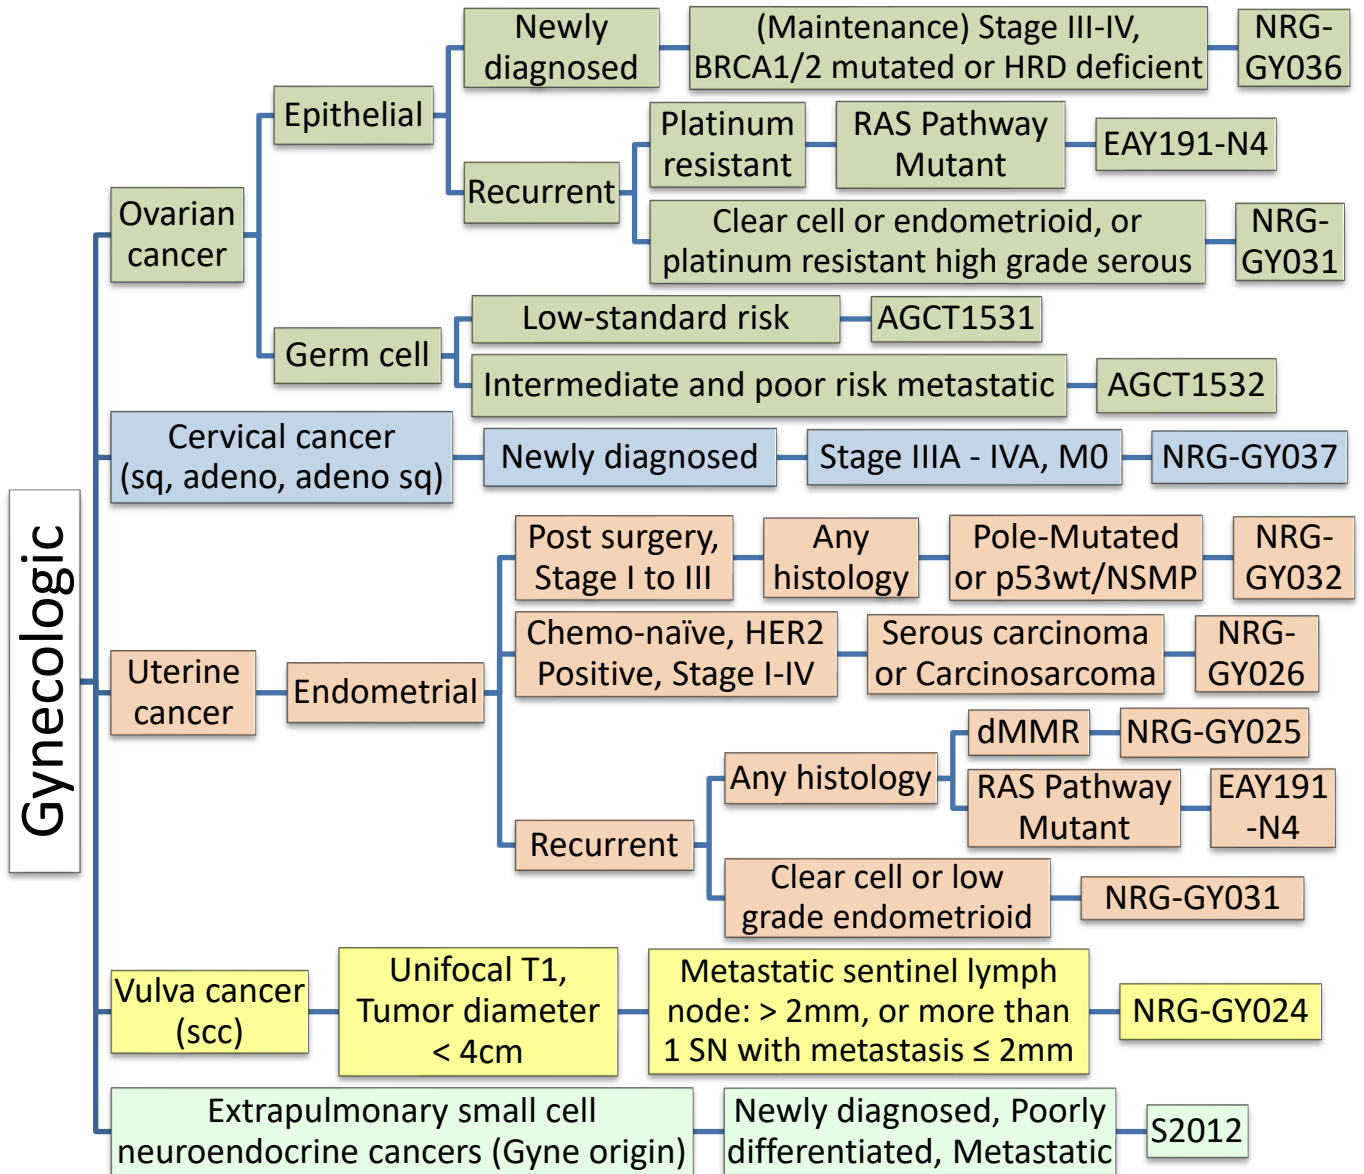 Gynecologic
Ovarian
cancer
Epithelial
Newly
diagnosed
(Maintenance) Stage III-IV,
BRCA1/2 mutated or HRD deficient
NRG-
GY036
Recurrent
Platinum
resistant
RAS Pathway
Mutant
EAY191-N4
Clear cell or endometrioid, or
platinum resistant high grade serous
NRG-
GY031
Germ cell
Low-standard risk
AGCT1531
Intermediate and poor risk metastatic
AGCT1532
Cervical cancer
(sq, adeno, adeno sq)
Newly diagnosed
Stage IIIA - IVA, M0
NRG-GY037
Uterine
cancer
Endometrial
Post surgery,
Stage I to III
Any
histology
Pole-Mutated
or p53wt/NSMP
NRG-
GY032
Chemo-naïve, HER2
Positive, Stage I-IV
Serous carcinoma
or Carcinosarcoma
NRG-
GY026
Recurrent
Any histology
dMMR
NRG-GY025
RAS Pathway
Mutant
EAY191
-N4
Clear cell or low
grade endometrioid
NRG-GY031
Vulva cancer
(scc)
Unifocal T1,
Tumor diameter
< 4cm
Metastatic sentinel lymph
node: > 2mm, or more than
1 SN with metastasis ≤ 2mm
NRG-GY024
Extrapulmonary small cell
neuroendocrine cancers (Gyne origin)
Newly diagnosed, Poorly
differentiated, Metastatic
S2012